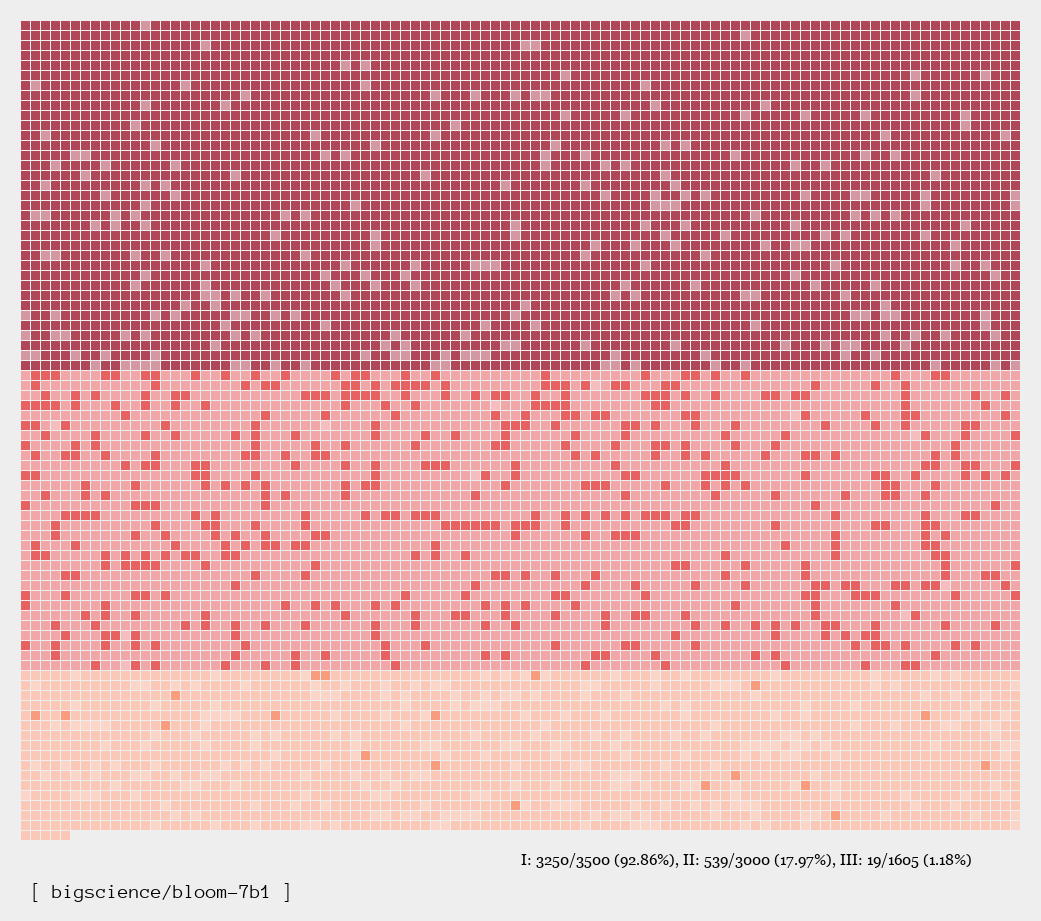 I: 3250/3500 (92.86%), II: 539/3000 (17.97%), III: 19/1605 (1.18%)
[ bigscience/bloom-7b1 ]